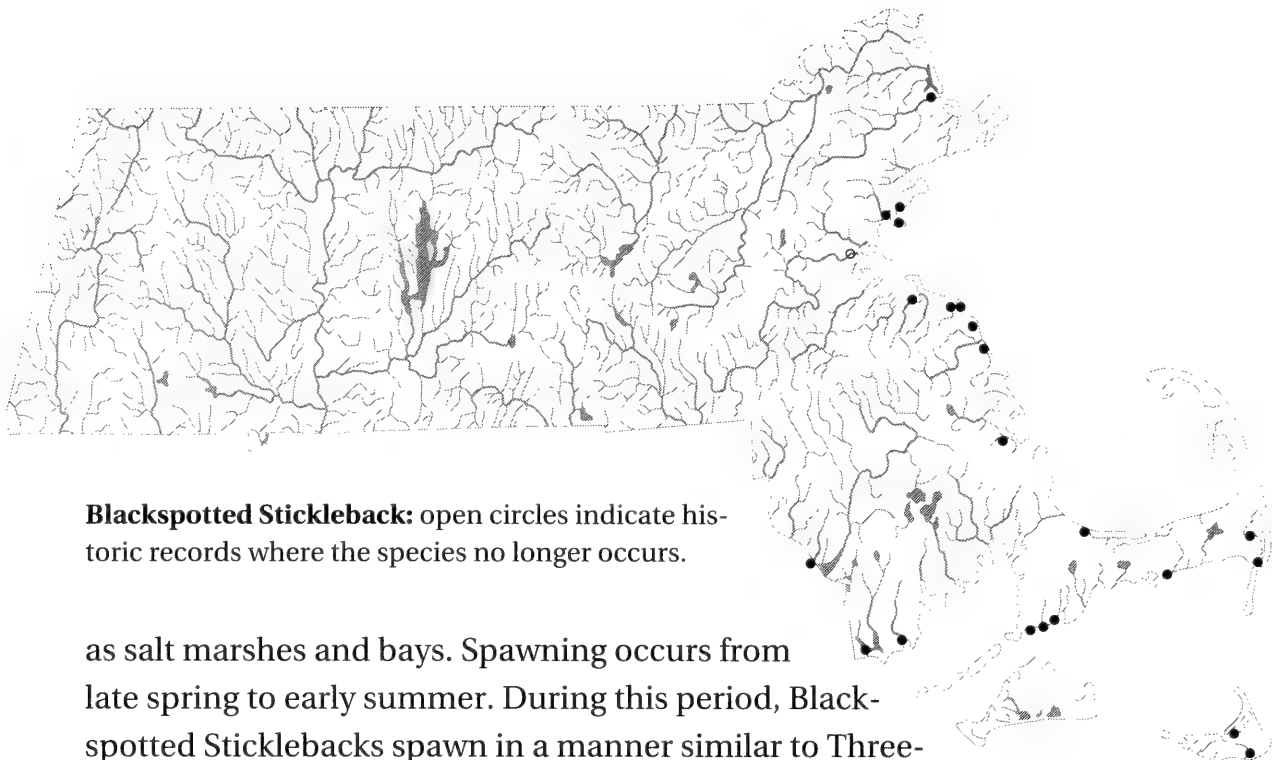 Blackspotted Stickleback: open circles indicate his-
toric records where the species no longer occurs.
as salt marshes and bays. Spawning occurs from
late spring to early summer. During this period, Black-
spotted Sticklebacks spawn in a manner similar to Three-